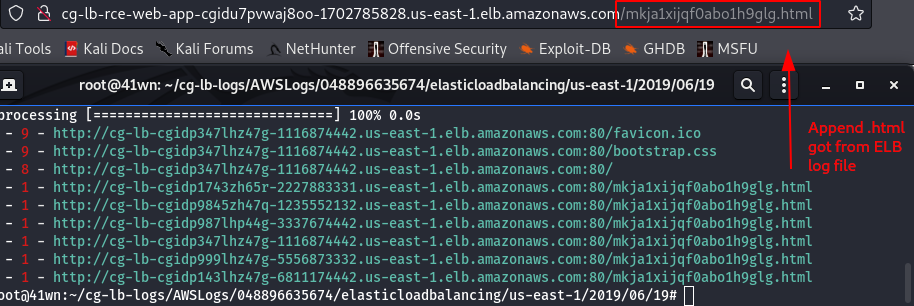 cg-lb-rce-web-app-cgidu7pvwaj8oo-1702785828.us-east-1.elb.amazonaws.com/mkja1xijqf0abo1h9glg.html
Kali Tools Kali Docs Kali Forums NetHunter Offensive Security Exploit-DB GHDB MSFU
root@41wn: ~/cg-lb-logs/AWSLogs/048896635674/elasticloadbalancing/us-east-1/2019/06/19
processing [==============================] 100% 0.0s
- 9 - http://cg-lb-cgidp347lhz47g-1116874442.us-east-1.elb.amazonaws.com:80/favicon.ico
- 9 - http://cg-lb-cgidp347lhz47g-1116874442.us-east-1.elb.amazonaws.com:80/bootstrap.css
- 8 - http://cg-lb-cgidp347lhz47g-1116874442.us-east-1.elb.amazonaws.com:80/
- 1 - http://cg-lb-cgidp1743zh65r-2227883331.us-east-1.elb.amazonaws.com:80/mkja1xijqf0abo1h9glg.html
- 1 - http://cg-lb-cgidp9845zh47q-1235552132.us-east-1.elb.amazonaws.com:80/mkja1xijqf0abo1h9glg.html
- 1 - http://cg-lb-cgidp987lhp44g-3337674442.us-east-1.elb.amazonaws.com:80/mkja1xijqf0abo1h9glg.html
- 1 - http://cg-lb-cgidp347lhz47g-1116874442.us-east-1.elb.amazonaws.com:80/mkja1xijqf0abo1h9glg.html
- 1 - http://cg-lb-cgidp999lhz47g-5556873332.us-east-1.elb.amazonaws.com:80/mkja1xijqf0abo1h9glg.html
- 1 - http://cg-lb-cgidp143lhz47g-6811174442.us-east-1.elb.amazonaws.com:80/mkja1xijqf0abo1h9glg.html
oot@41wn:~/cg-lb-logs/AWSLogs/048896635674/elasticloadbalancing/us-east-1/2019/06/19#
Append .html
got from ELB
log file